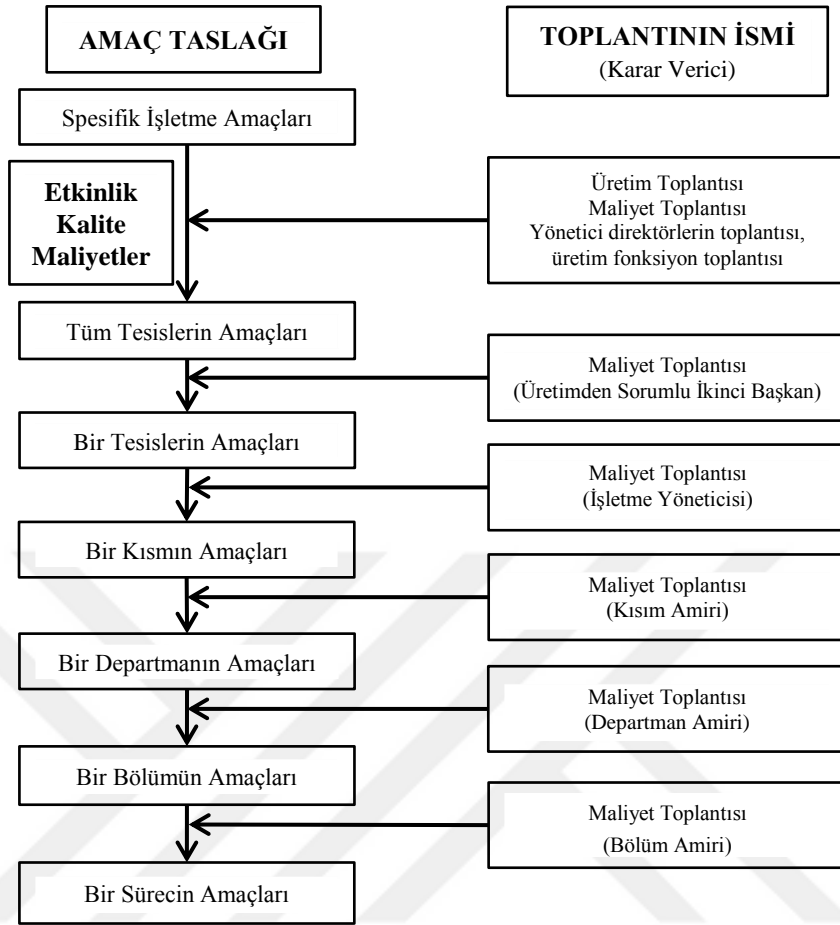 AMAÇ TASLAĞI
TOPLANTININ İSMİ
(Karar Verici)
Spesifik İşletme Amaçları
Etkinlik
Kalite
Maliyetler
Üretim Toplantısı
Maliyet Toplantısı
Yönetici direktörlerin toplantısı,
üretim fonksiyon toplantısı
Tüm Tesislerin Amaçları
Maliyet Toplantısı
(Üretimden Sorumlu İkinci Başkan)
Bir Tesislerin Amaçları
Maliyet Toplantısı
(İşletme Yöneticisi)
Bir Kısmın Amaçları
Maliyet Toplantısı
(Kısım Amiri)
Bir Departmanın Amaçları
Maliyet Toplantısı
(Departman Amiri)
Bir Bölümün Amaçları
Maliyet Toplantısı
(Bölüm Amiri)
Bir Sürecin Amaçları